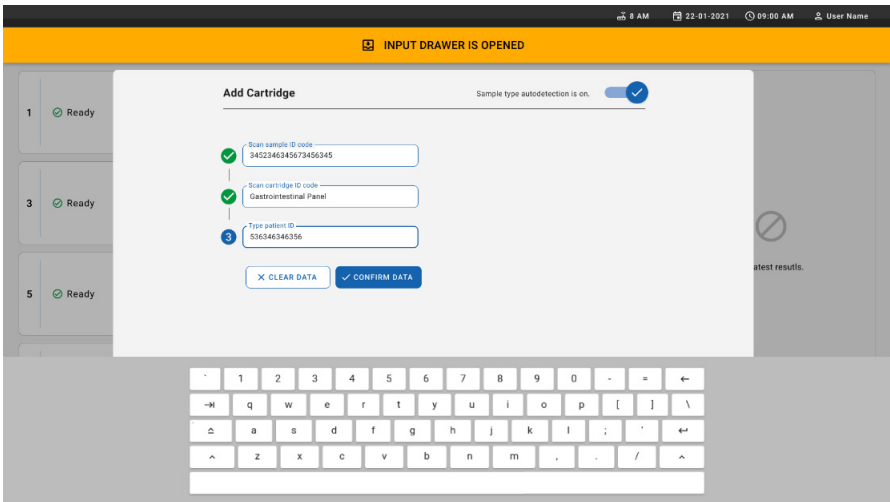 8 AM 22-01-2021 09:00 AM User Name
INPUT DRAWER IS OPENED
Add Cartridge
Sample type autodetection is on.
1 Ready
Scan sample ID code
3452346345673456345
Scan cartridge ID code
Gastrointestinal Panel
3 Ready
Type patient ID
3 536346346356
atest resutls.
CLEAR DATA CONFIRM DATA
5 Ready
` 1 2 3 4 5 6 7 8 9 0 - =
q w e r t y u i o p [ ] \
a s d f g h j k l ; '
z x c v b n m , . /